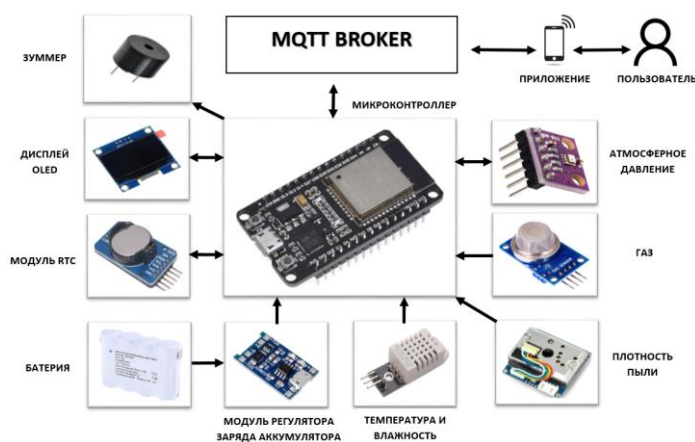 ЗУММЕР
MQTT BROKER
ПРИЛОЖЕНИЕ
ПОЛЬЗОВАТЕЛЬ
МИКРОКОНТРОЛЛЕР
ДИСПЛЕЙ
OLED
АТМОСФЕРНОЕ
ДАВЛЕНИЕ
МОДУЛЬ RTC
ГАЗ
БАТЕРИЯ
ПЛОТНОСТЬ
ПЫЛИ
МОДУЛЬ РЕГУЛЯТОРА
ЗАРЯДА АККУМУЛЯТОРА
ТЕМПЕРАТУРА И
ВЛАЖНОСТЬ